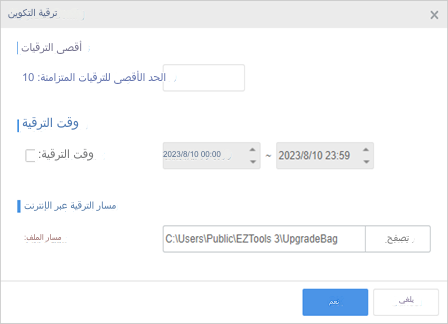 ترقية التكوين
أقصى الترقيات
الحد الأقصى للترقيات المتزامنة: 10
وقت الترقية
وقت الترقية: 2023/8/10 00:00 ~ 2023/8/10 23:59
مسار الترقية عبر الإنترنت
مسار الملف: C:\Users\Public\EZTools 3\UpgradeBag تصفح
نعم يلغي